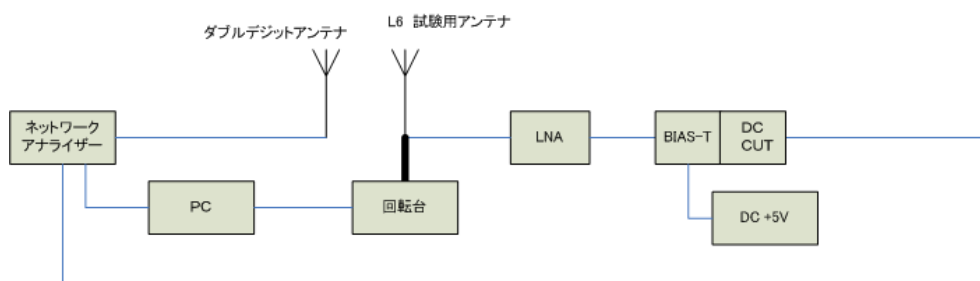 ダブルデジットアンテナ
L6 試験用アンテナ
ネットワーク
アナライザー
LNA
BIAS-T
DC
CUT
PC
回転台
DC +5V